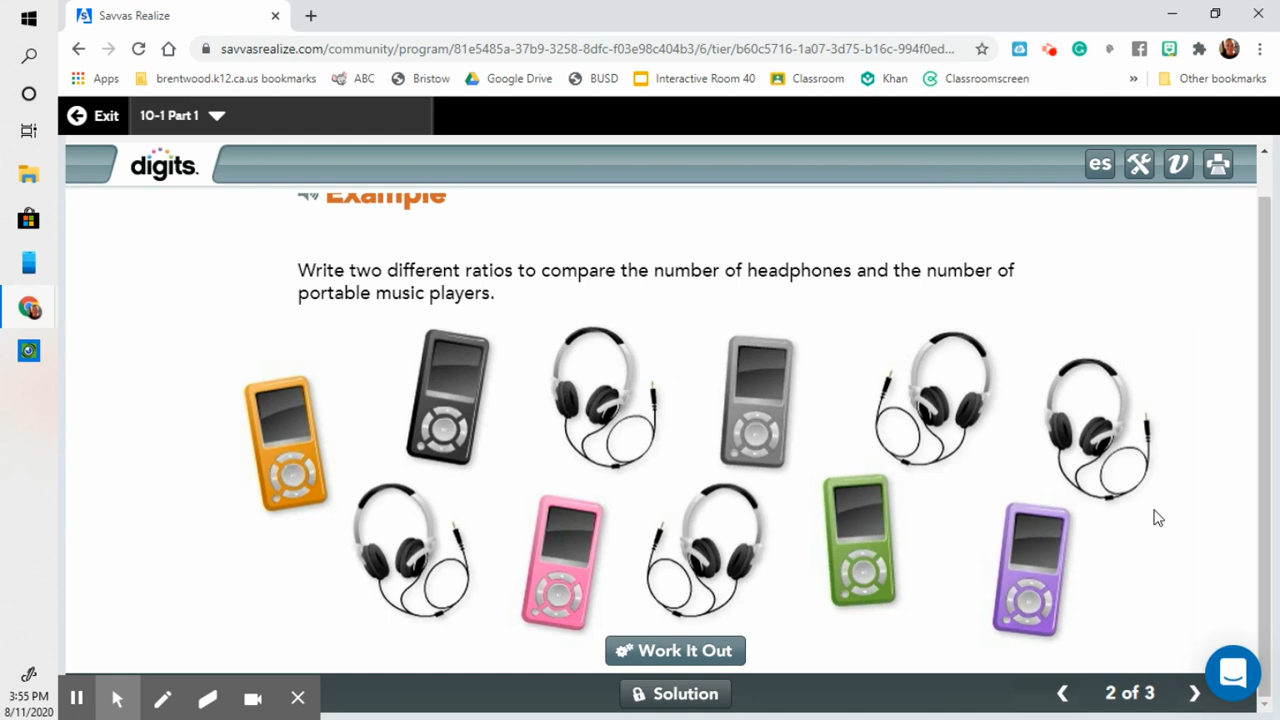 Savvas Realize
savvasrealize.com/community/program/81e5485a-37b9-3258-8dfc-f03e98c404b3/6/tier/b60c5716-1a07-3d75-b16c-994f0ed...
Apps brentwood.k12.ca.us bookmarks ABC Bristow Google Drive BUSD Interactive Room 40 Classroom Khan Classroomscreen » Other bookmarks
Exit 10-1 Part 1
digits. es
Example
Write two different ratios to compare the number of headphones and the number of
portable music players.
Work It Out
Solution 2 of 3
3:55 PM
8/11/2020